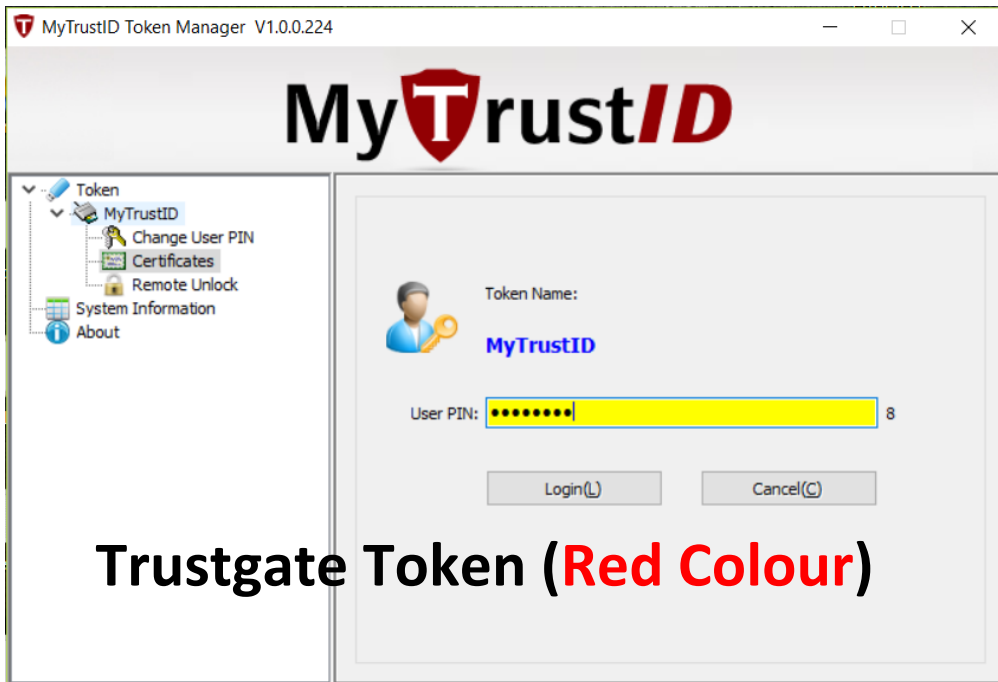 MyTrustID Token Manager V1.0.0.224
MyTrustID
Token
MyTrustID
Change User PIN
Certificates
Remote Unlock
System Information
About
Token Name:
MyTrustID
User PIN: •••••••• 8
Login(L) Cancel(C)
Trustgate Token (Red Colour)